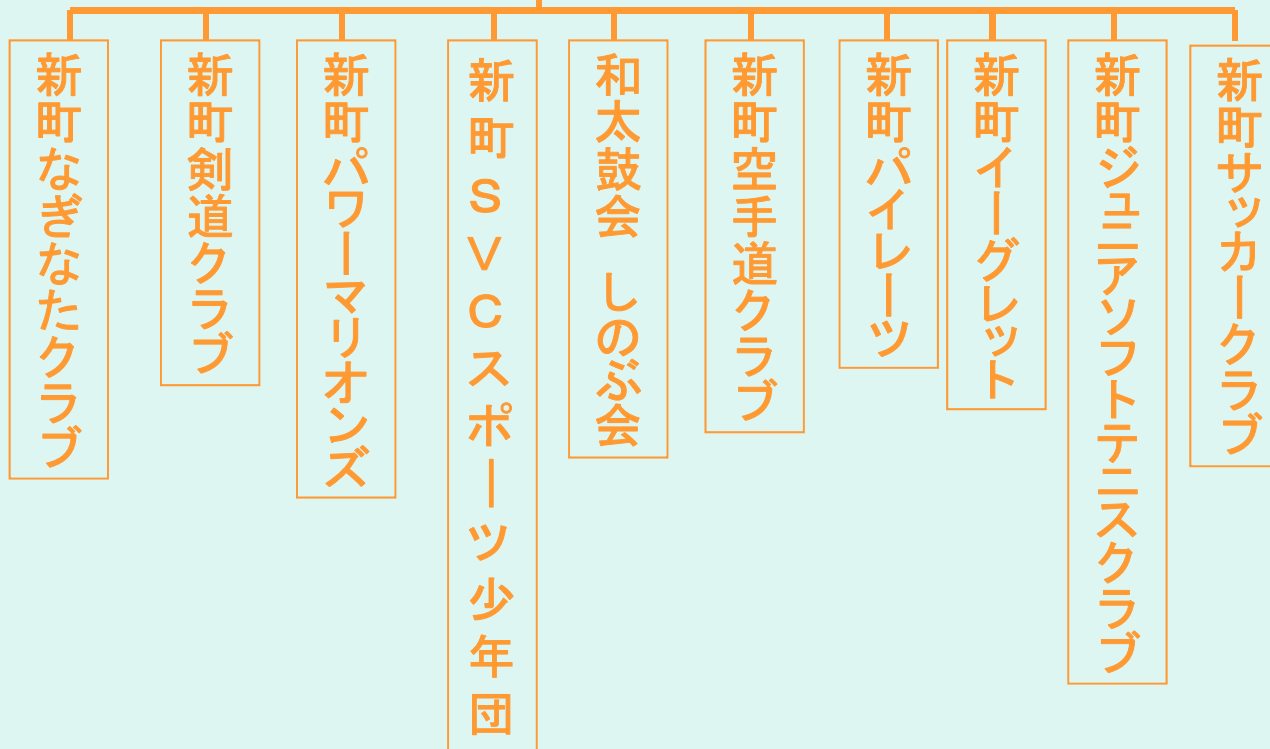 新町サッカークラブ
新町ジュニアソフトテニスクラブ
新町イーグレット
新町パイレーツ
新町空手道クラブ
和太鼓会 しのぶ会
新町ＳＶＣスポーツ少年団
新町パワーマリオンズ
新町剣道クラブ
新町なぎなたクラブ